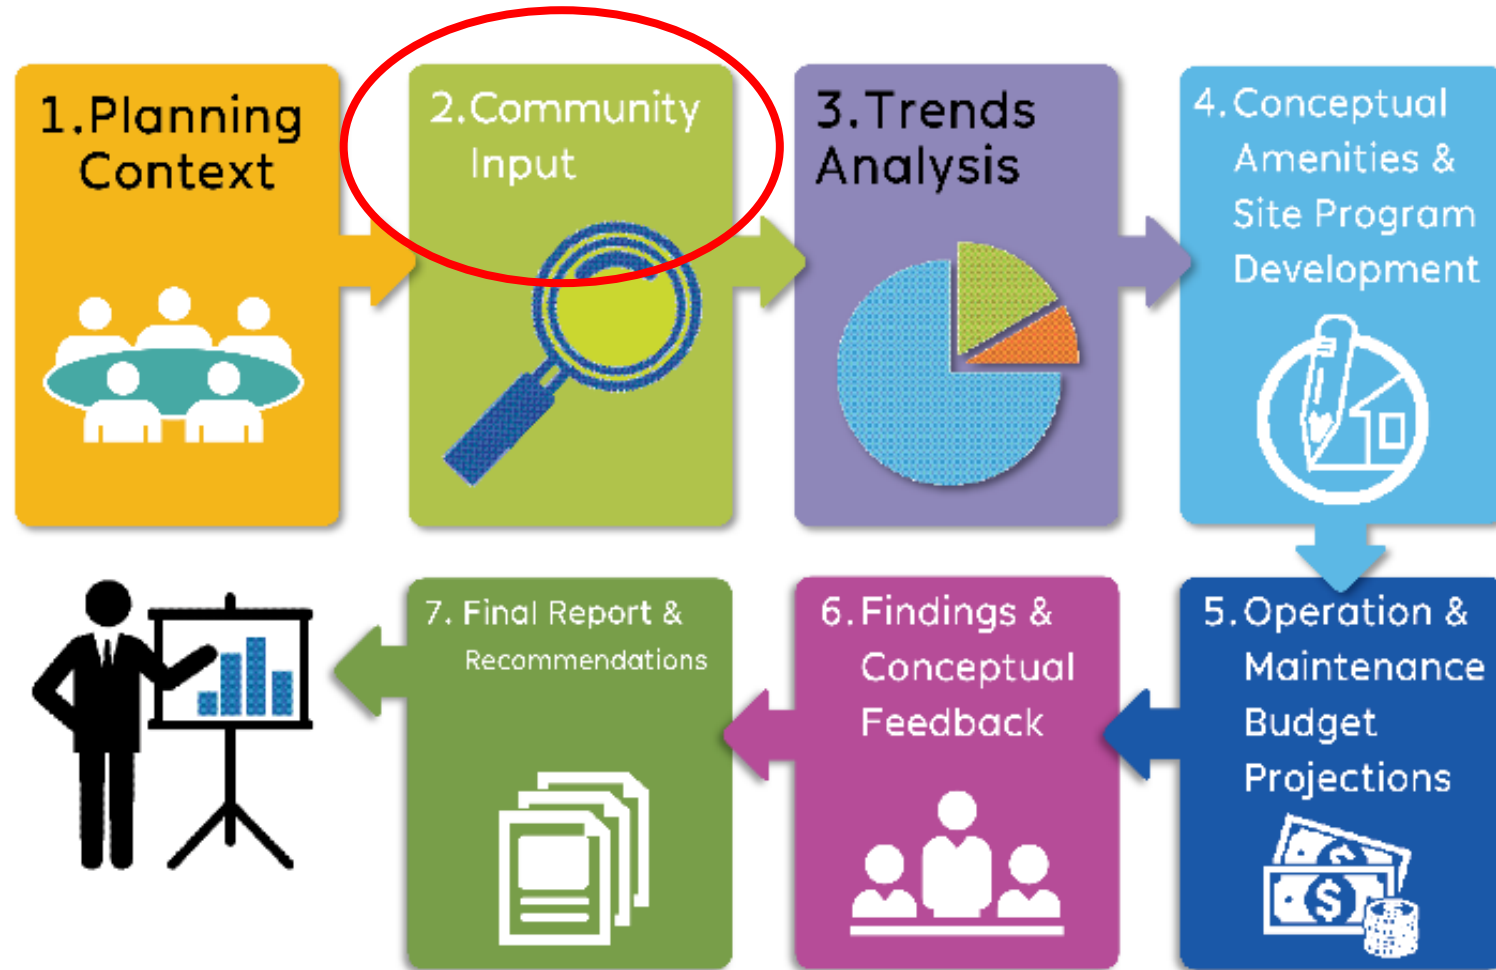 1.Planning
Context
2.Community
Input
3.Trends
Analysis
4.Conceptual
Amenities &
Site Program
Development
5.Operation &
Maintenance
Budget
Projections
6.Findings &
Conceptual
Feedback
7. Final Report &
Recommendations
$
$